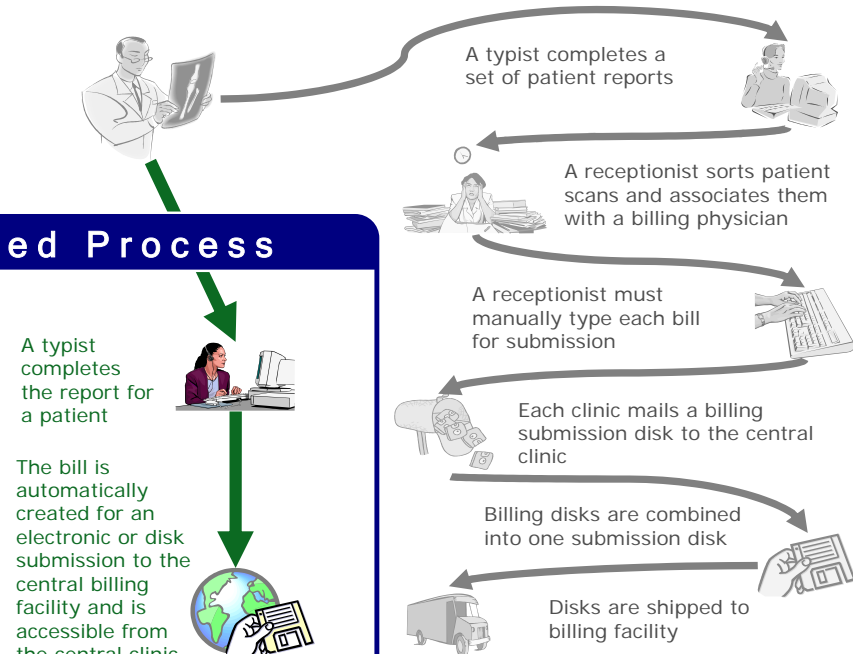 A typist completes a
set of patient reports
A receptionist sorts patient
scans and associates them
with a billing physician
A receptionist must
manually type each bill
for submission
Each clinic mails a billing
submission disk to the central
clinic
Billing disks are combined
into one submission disk
Disks are shipped to
billing facility
ed Process
A typist
completes
the report for
a patient
The bill is
automatically
created for an
electronic or disk
submission to the
central billing
facility and is
accessible from
the central clinic